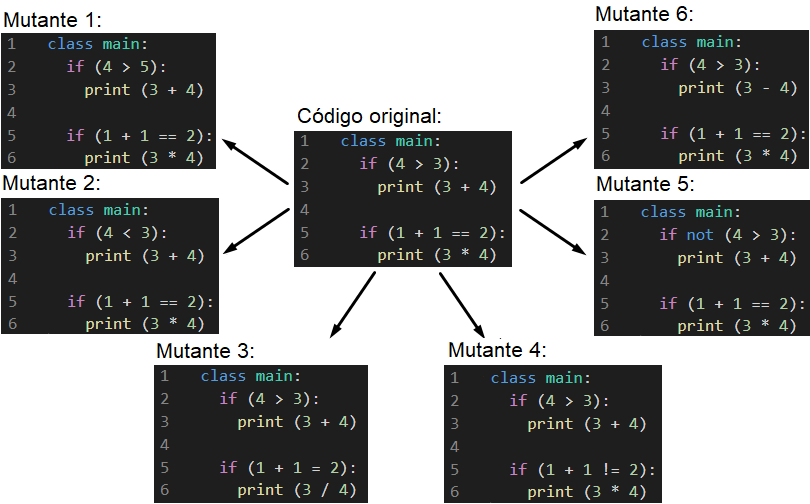 Mutante 1:
1 class main:
2 if (4 > 5):
3 print (3 + 4)
4
5 if (1 + 1 == 2):
6 print (3 * 4)
Mutante 6:
1 class main:
2 if (4 > 3):
3 print (3 - 4)
4
5 if (1 + 1 == 2):
6 print (3 * 4)
Código original:
1 class main:
2 if (4 > 3):
3 print (3 + 4)
4
5 if (1 + 1 == 2):
6 print (3 * 4)
Mutante 2:
1 class main:
2 if (4 < 3):
3 print (3 + 4)
4
5 if (1 + 1 == 2):
6 print (3 * 4)
Mutante 5:
1 class main:
2 if not (4 > 3):
3 print (3 + 4)
4
5 if (1 + 1 == 2):
6 print (3 * 4)
Mutante 3:
1 class main:
2 if (4 > 3):
3 print (3 + 4)
4
5 if (1 + 1 = 2):
6 print (3 / 4)
Mutante 4:
1 class main:
2 if (4 > 3):
3 print (3 + 4)
4
5 if (1 + 1 != 2):
6 print (3 * 4)